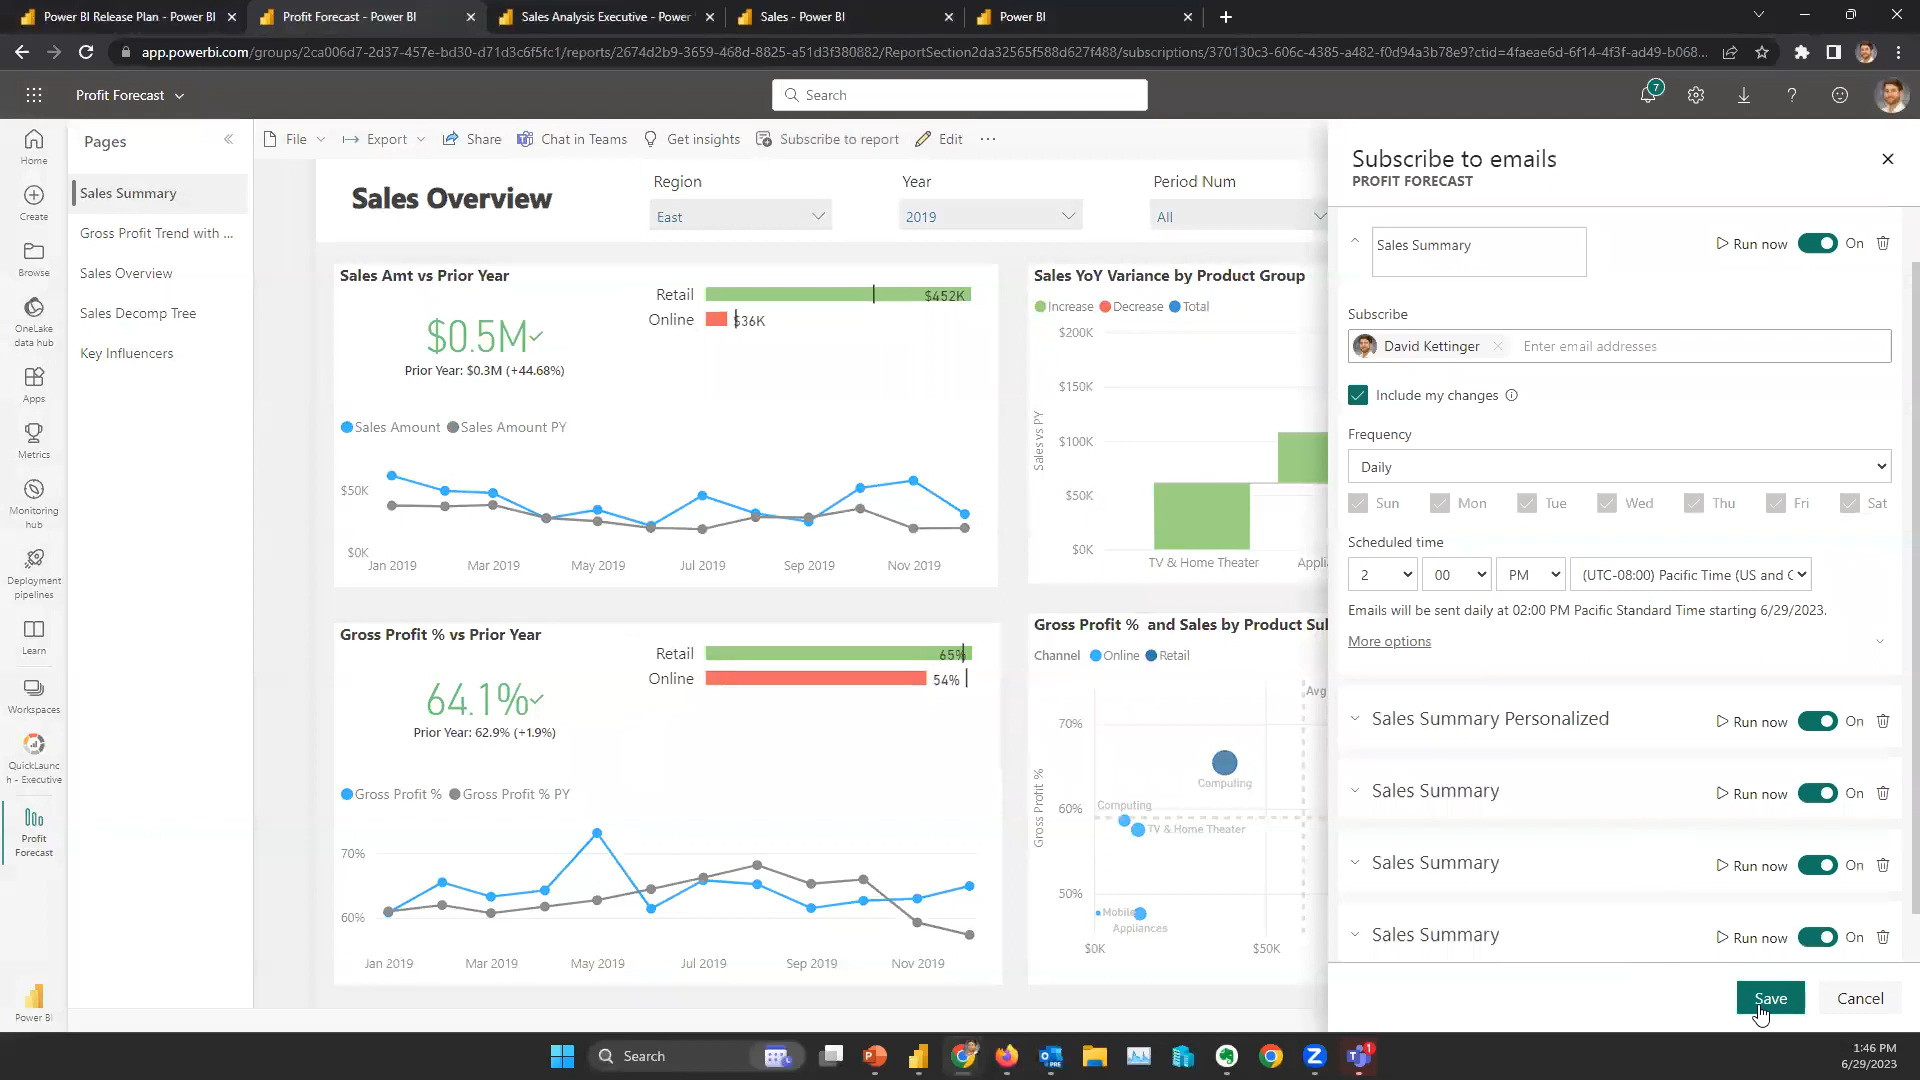 Power BI Release Plan - Power BI
Profit Forecast - Power BI
Sales Analysis Executive - Power
Sales - Power BI
Power BI
app.powerbi.com/groups/2ca006d7-2d37-457e-bd30-d71d3c6f5fc1/reports/2674d2b9-3659-468d-8825-a51d3f380882/ReportSection2da32565f588d627f488/subscriptions/370130c3-606c-4385-a482-f0d94a3b78e9?ctid=4faeae6d-6f14-4f3f-ad49-b068...
Profit Forecast
Search
7
Home
Create
Browse
OneLake
data hub
Apps
Metrics
Monitoring
hub
Deployment
pipelines
Learn
Workspaces
QuickLaunc
h - Executive
Profit
Forecast
Power BI
Pages
Sales Summary
Gross Profit Trend with ...
Sales Overview
Sales Decomp Tree
Key Influencers
File
Export
Share
Chat in Teams
Get insights
Subscribe to report
Edit
Sales Overview
Region
East
Year
2019
Period Num
All
Sales Amt vs Prior Year
$0.5M
Prior Year: $0.3M (+44.68%)
Retail
$452K
Online
$36K
Sales Amount
Sales Amount PY
$50K
$0K
Jan 2019
Mar 2019
May 2019
Jul 2019
Sep 2019
Nov 2019
Sales YoY Variance by Product Group
Increase
Decrease
Total
Sales vs PY
$200K
$150K
$100K
$50K
$0K
TV & Home Theater
Appli
Gross Profit % vs Prior Year
64.1%
Prior Year: 62.9% (+1.9%)
Retail
65%
Online
54%
Gross Profit %
Gross Profit % PY
70%
60%
Jan 2019
Mar 2019
May 2019
Jul 2019
Sep 2019
Nov 2019
Gross Profit % and Sales by Product Sul
Channel
Online
Retail
Gross Profit %
Avg
70%
60%
50%
Computing
Computing
TV & Home Theater
Mobile
Appliances
$0K
$50K
Subscribe to emails
PROFIT FORECAST
Sales Summary
Run now
On
Subscribe
David Kettinger
Enter email addresses
Include my changes
Frequency
Daily
Sun
Mon
Tue
Wed
Thu
Fri
Sat
Scheduled time
2
00
PM
(UTC-08:00) Pacific Time (US and C
Emails will be sent daily at 02:00 PM Pacific Standard Time starting 6/29/2023.
More options
Sales Summary Personalized
Run now
On
Sales Summary
Run now
On
Sales Summary
Run now
On
Sales Summary
Run now
On
Save
Cancel
Search
1:46 PM
6/29/2023